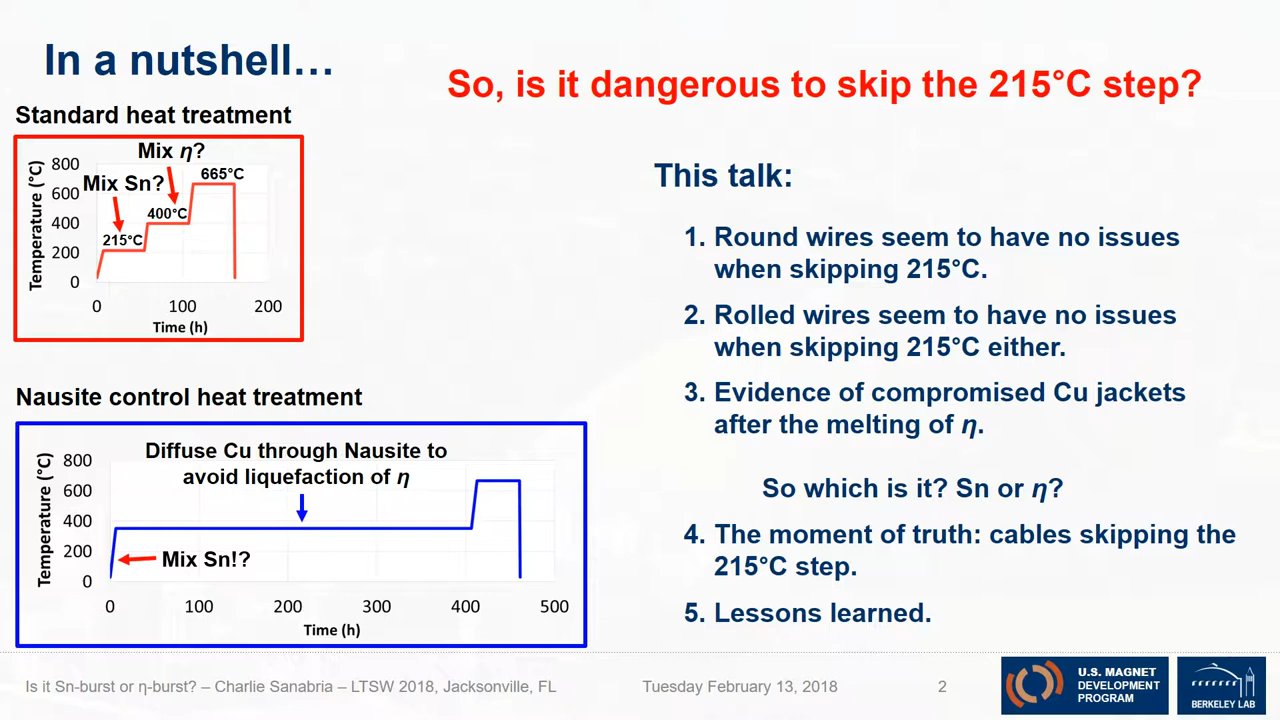 In a nutshell…
So, is it dangerous to skip the 215°C step?
Standard heat treatment
Mix η?
Mix Sn?
665°C
400°C
215°C
Temperature (°C)
800
600
400
200
0
0 100 200
Time (h)
Nausite control heat treatment
Diffuse Cu through Nausite to
avoid liquefaction of η
Mix Sn!?
Temperature (°C)
800
600
400
200
0
0 100 200 300 400 500
Time (h)
This talk:
1. Round wires seem to have no issues
when skipping 215°C.
2. Rolled wires seem to have no issues
when skipping 215°C either.
3. Evidence of compromised Cu jackets
after the melting of η.
So which is it? Sn or η?
4. The moment of truth: cables skipping the
215°C step.
5. Lessons learned.
Is it Sn-burst or η-burst? – Charlie Sanabria – LTSW 2018, Jacksonville, FL
Tuesday February 13, 2018
2
U.S. MAGNET
DEVELOPMENT
PROGRAM
BERKELEY LAB